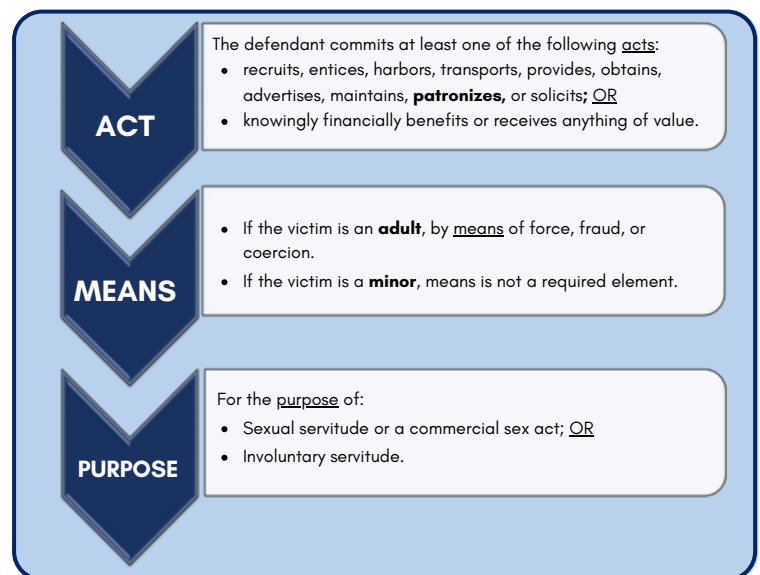 ACT
The defendant commits at least one of the following acts:
• recruits, entices, harbors, transports, provides, obtains,
advertises, maintains, patronizes, or solicits; OR
• knowingly financially benefits or receives anything of value.
MEANS
• If the victim is an adult, by means of force, fraud, or
coercion.
• If the victim is a minor, means is not a required element.
PURPOSE
For the purpose of:
• Sexual servitude or a commercial sex act; OR
• Involuntary servitude.